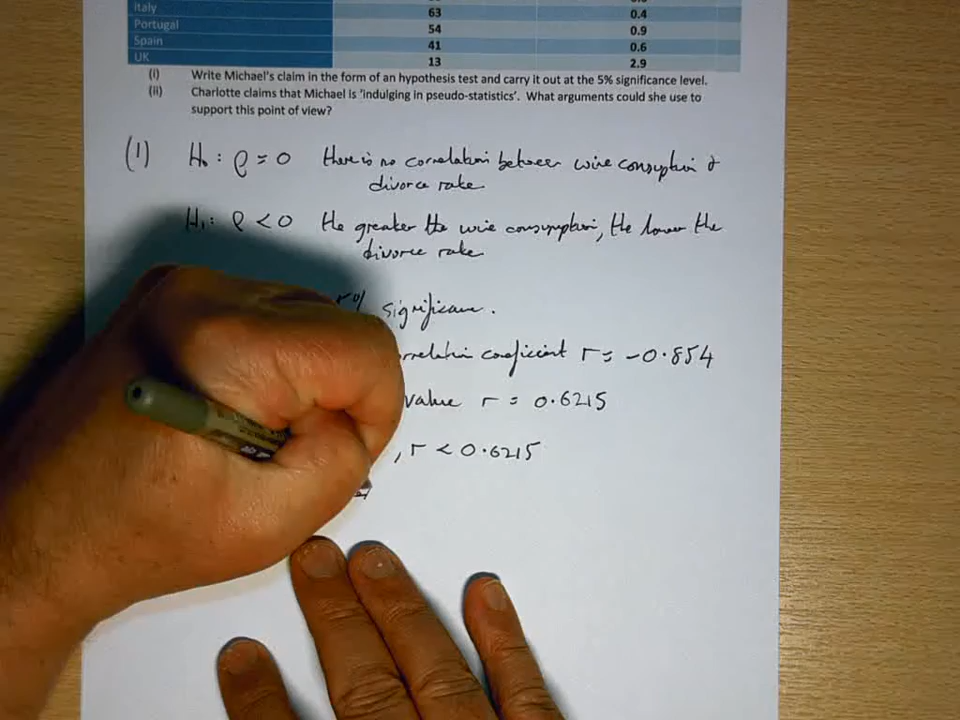 Italy 63 0.4
Portugal 54 0.9
Spain 41 0.6
UK 13 2.9
(i) Write Michael's claim in the form of an hypothesis test and carry it out at the 5% significance level.
(ii) Charlotte claims that Michael is 'indulging in pseudo-statistics'. What arguments could she use to
support this point of view?
(1) H₀ : ρ = 0 there is no correlation between wine consumption &
divorce rate
H₁ : ρ < 0 the greater the wine consumption, the lower the
divorce rate
5% significance.
coefficient r = -0.854
value r = 0.6215
, r < 0.6215